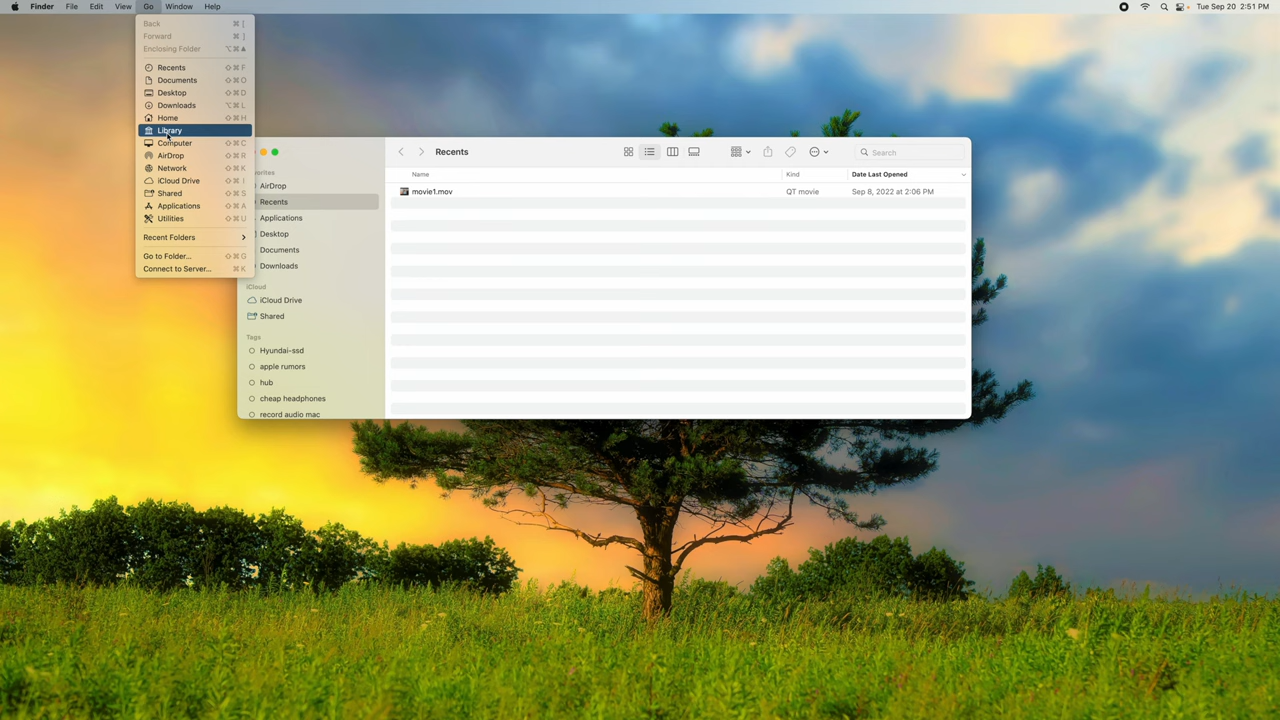 Finder File Edit View Go Window Help Tue Sep 20 2:51 PM
Back ⌘ [
Forward ⌘ ]
Enclosing Folder ⌥⌘▲
Recents ⇧⌘F
Documents ⇧⌘O
Desktop ⇧⌘D
Downloads ⌥⌘L
Home ⇧⌘H
Library
Computer ⇧⌘C
AirDrop ⇧⌘R
Network ⇧⌘K
iCloud Drive ⇧⌘I
Shared ⇧⌘S
Applications ⇧⌘A
Utilities ⇧⌘U
Recent Folders
Go to Folder... ⇧⌘G
Connect to Server... ⌘K
Recents Search
Name Kind Date Last Opened
movie1.mov QT movie Sep 8, 2022 at 2:06 PM
AirDrop
Recents
Applications
Desktop
Documents
Downloads
iCloud
iCloud Drive
Shared
Tags
Hyundai-ssd
apple rumors
hub
cheap headphones
record audio mac